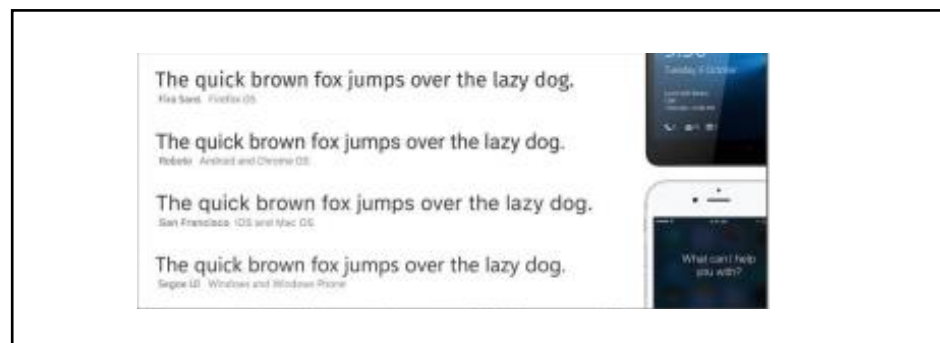 The quick brown fox jumps over the lazy dog.
Fira Sans Firefox OS
The quick brown fox jumps over the lazy dog.
Roboto Android and Chrome OS
The quick brown fox jumps over the lazy dog.
San Francisco iOS and Mac OS
The quick brown fox jumps over the lazy dog.
Segoe UI Windows and Windows Phone
Tuesday 6 October
What can I help
you with?